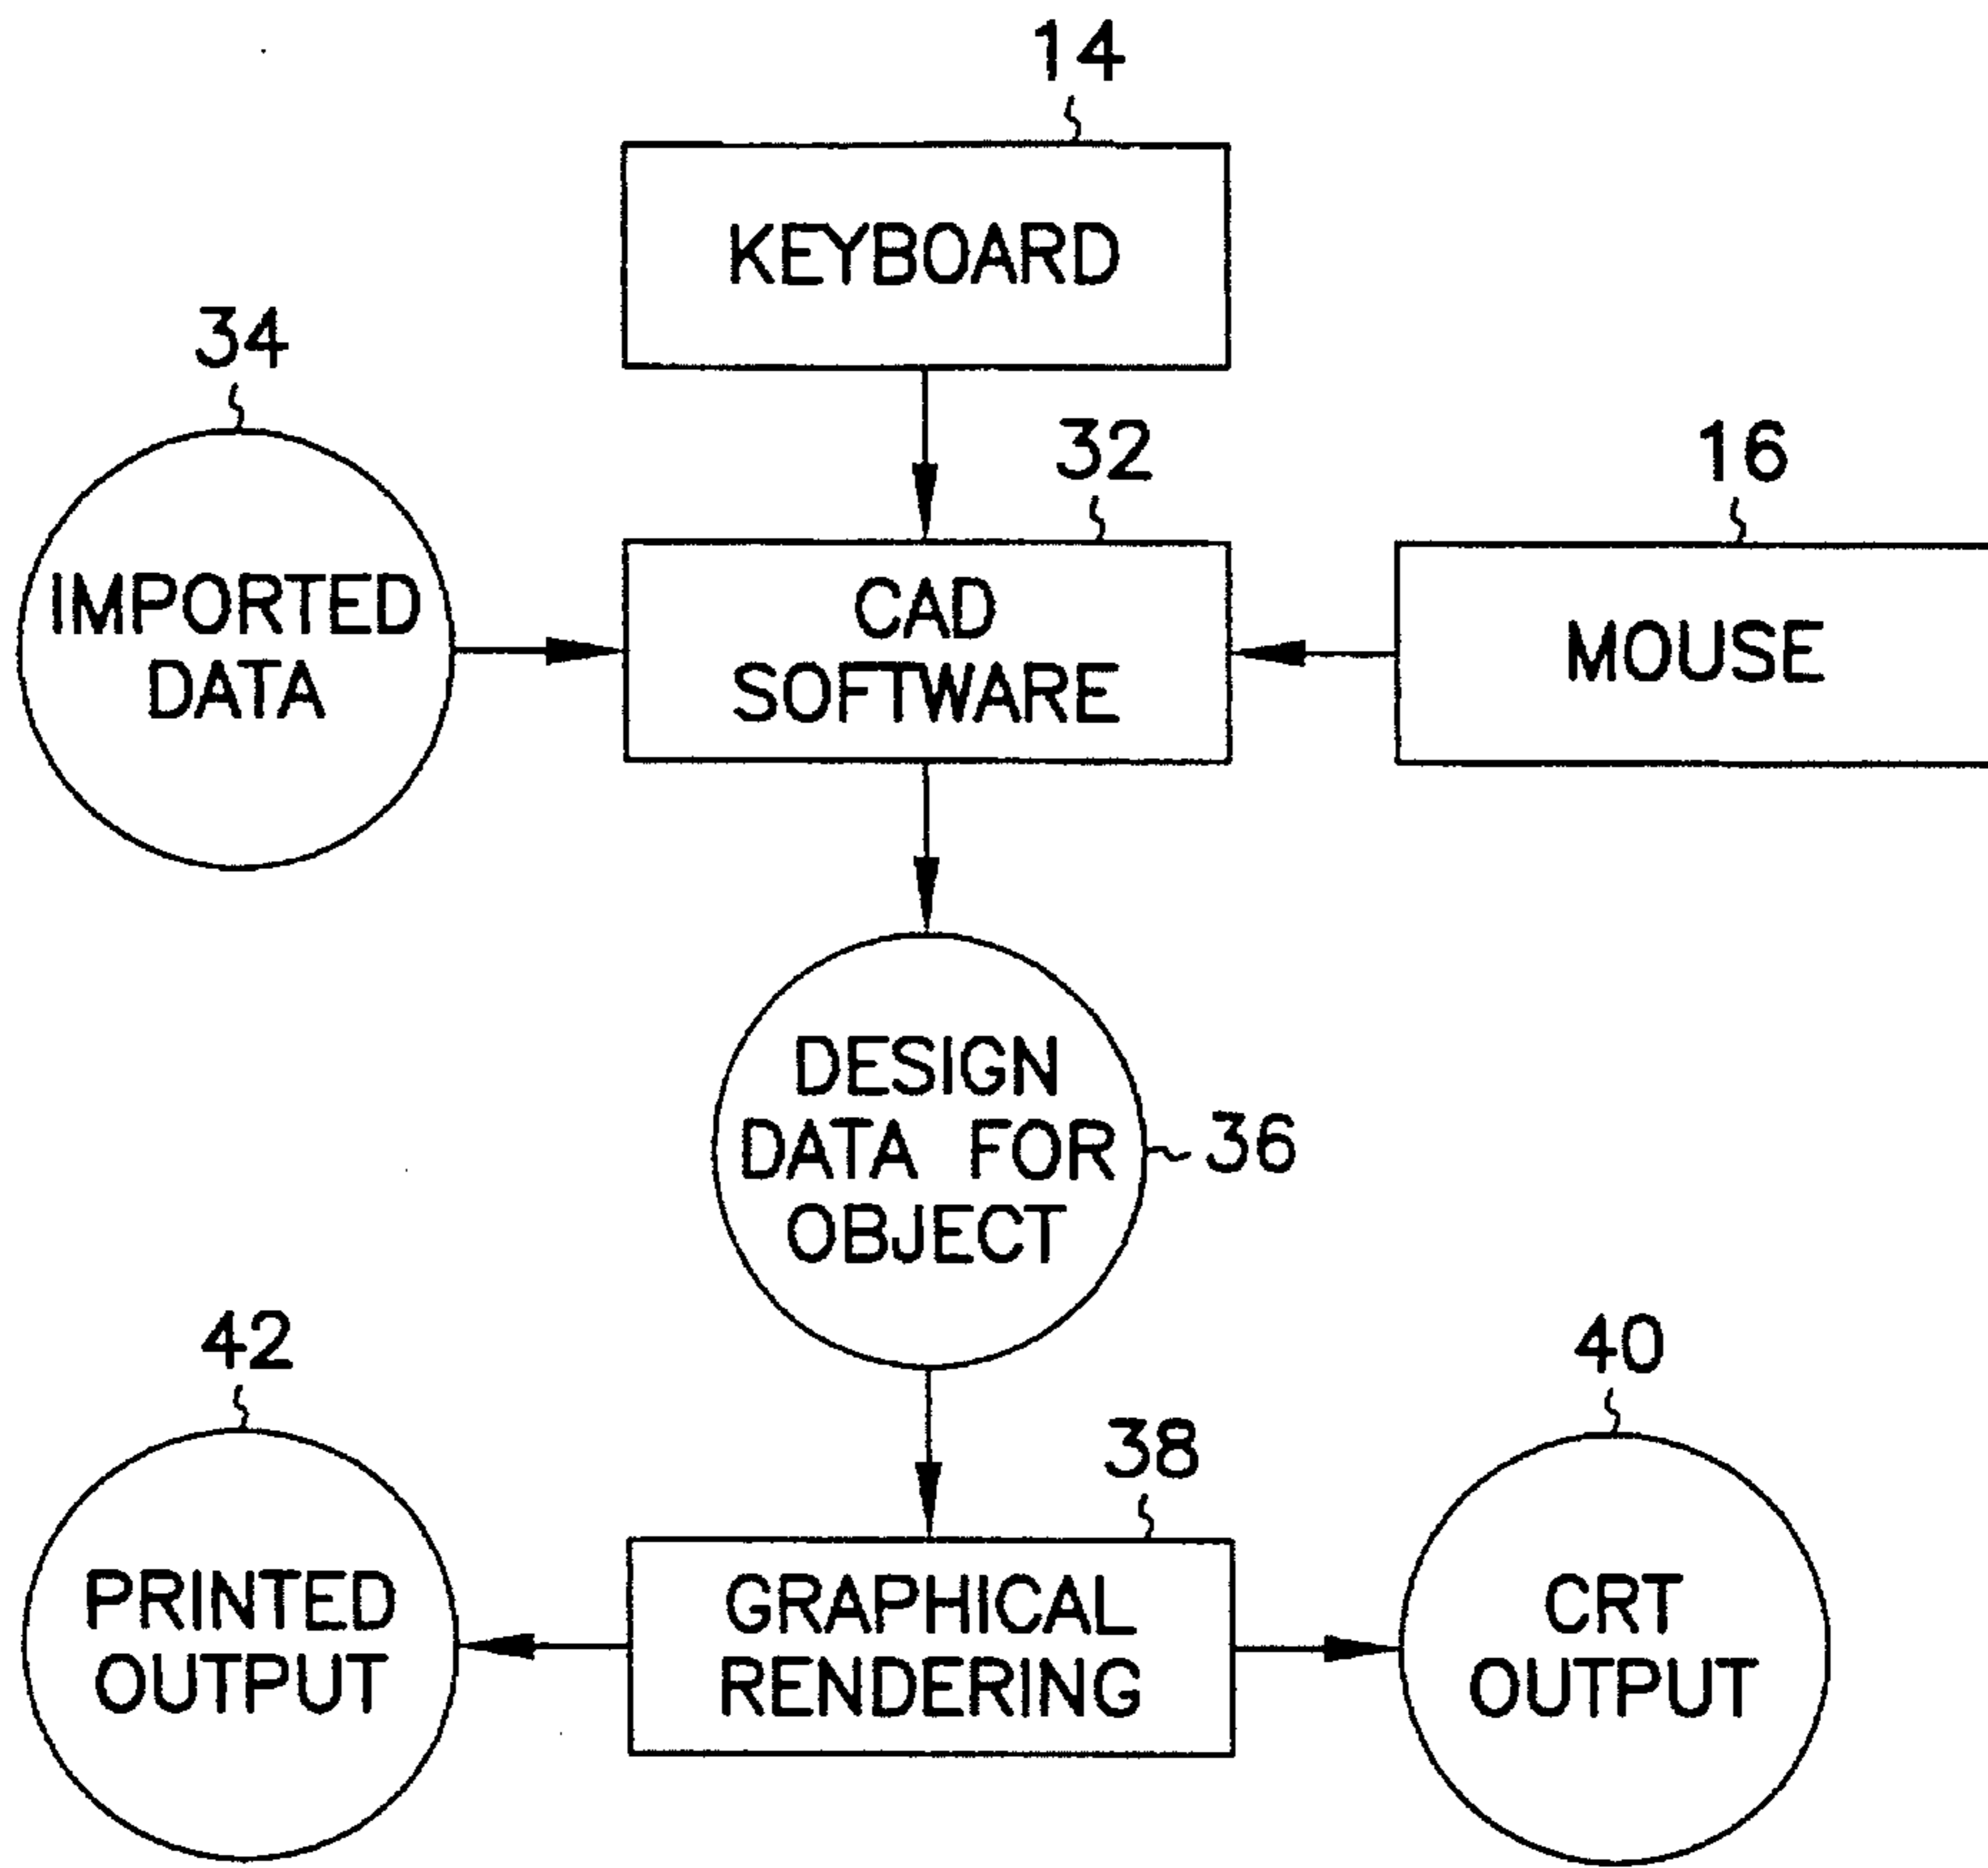 14
KEYBOARD
34
32
16
IMPORTED
DATA
CAD
SOFTWARE
MOUSE
DESIGN
DATA FOR
OBJECT
36
42
38
40
PRINTED
OUTPUT
GRAPHICAL
RENDERING
CRT
OUTPUT